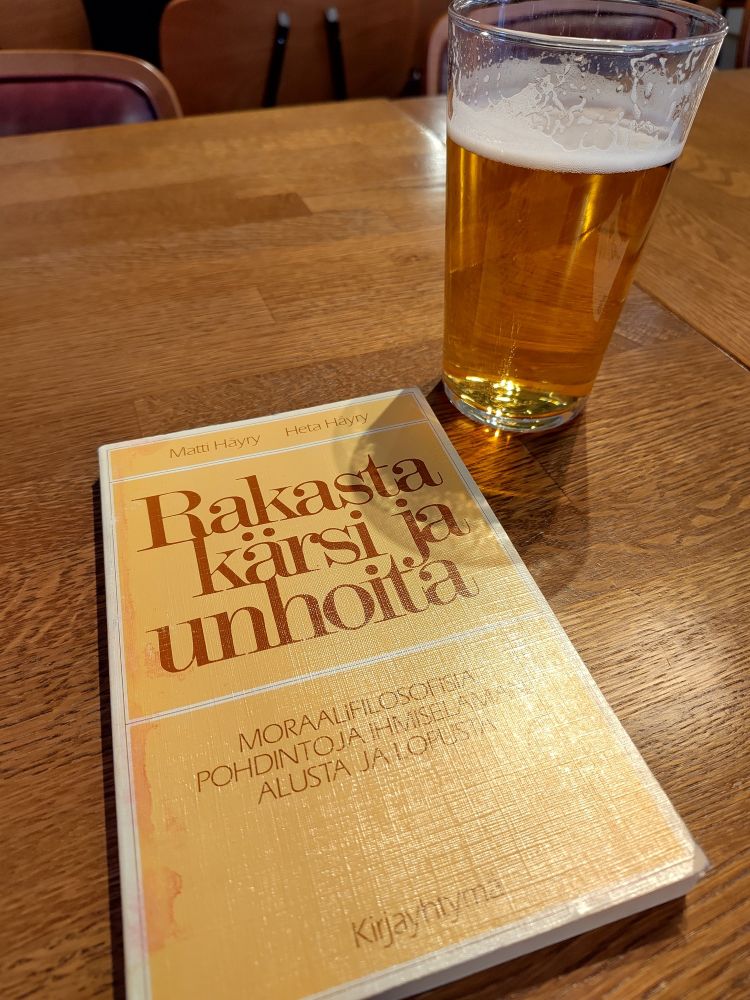 Matti Häyry Heta Häyry
Rakasta
kärsi ja
unhoita
MORAALIFILOSOFISIA
POHDINTOJA IHMISELÄMÄN
ALUSTA JA LOPUSTA
Kirjayhtymä